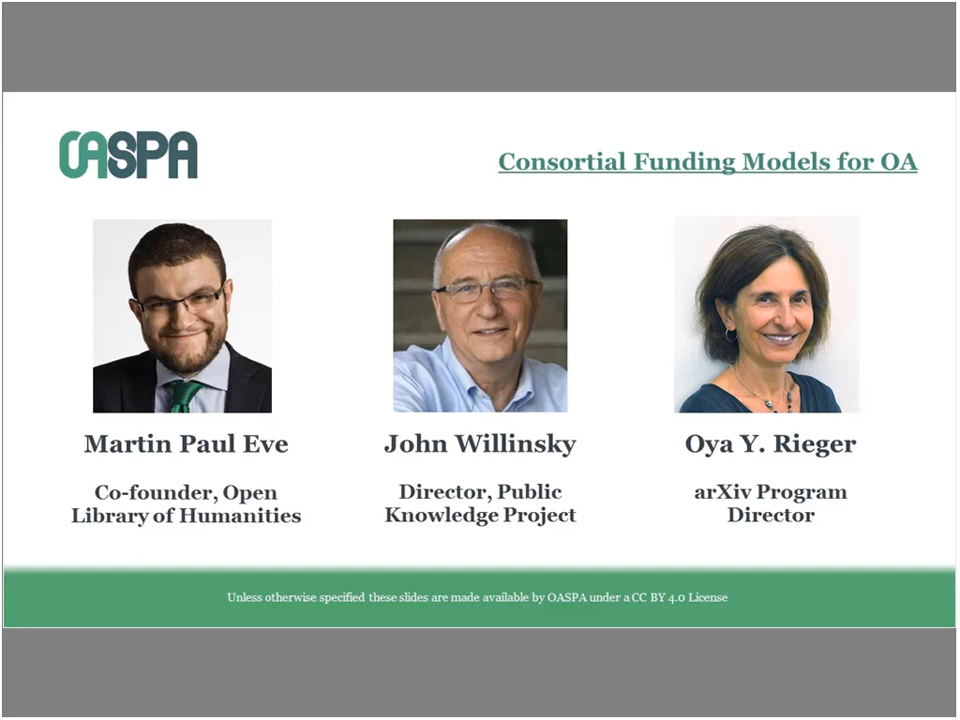 OASPA
Consortial Funding Models for OA
Martin Paul Eve
Co-founder, Open
Library of Humanities
John Willinsky
Director, Public
Knowledge Project
Oya Y. Rieger
arXiv Program
Director
Unless otherwise specified these slides are made available by OASPA under a CC BY 4.0 License